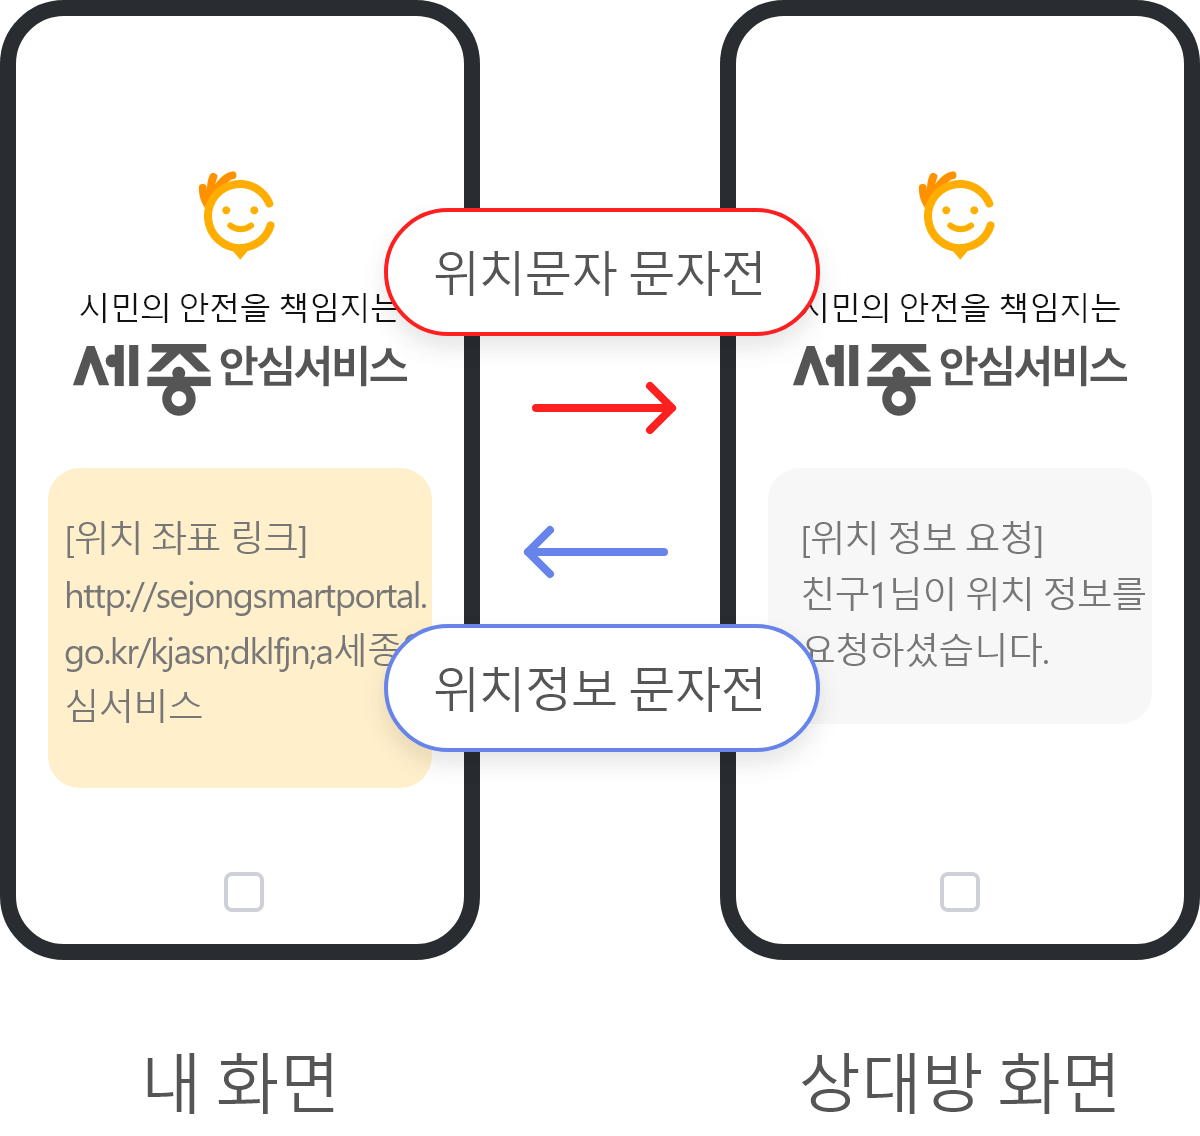 시민의 안전을 책임지는
세종 안심서비스
[위치 좌표 링크]
http://sejongsmartportal.
go.kr/kjasn;dklfjn;a세종
심서비스
위치문자 문자전
위치정보 문자전
시민의 안전을 책임지는
세종 안심서비스
[위치 정보 요청]
친구1님이 위치 정보를
요청하셨습니다.
내 화면
상대방 화면